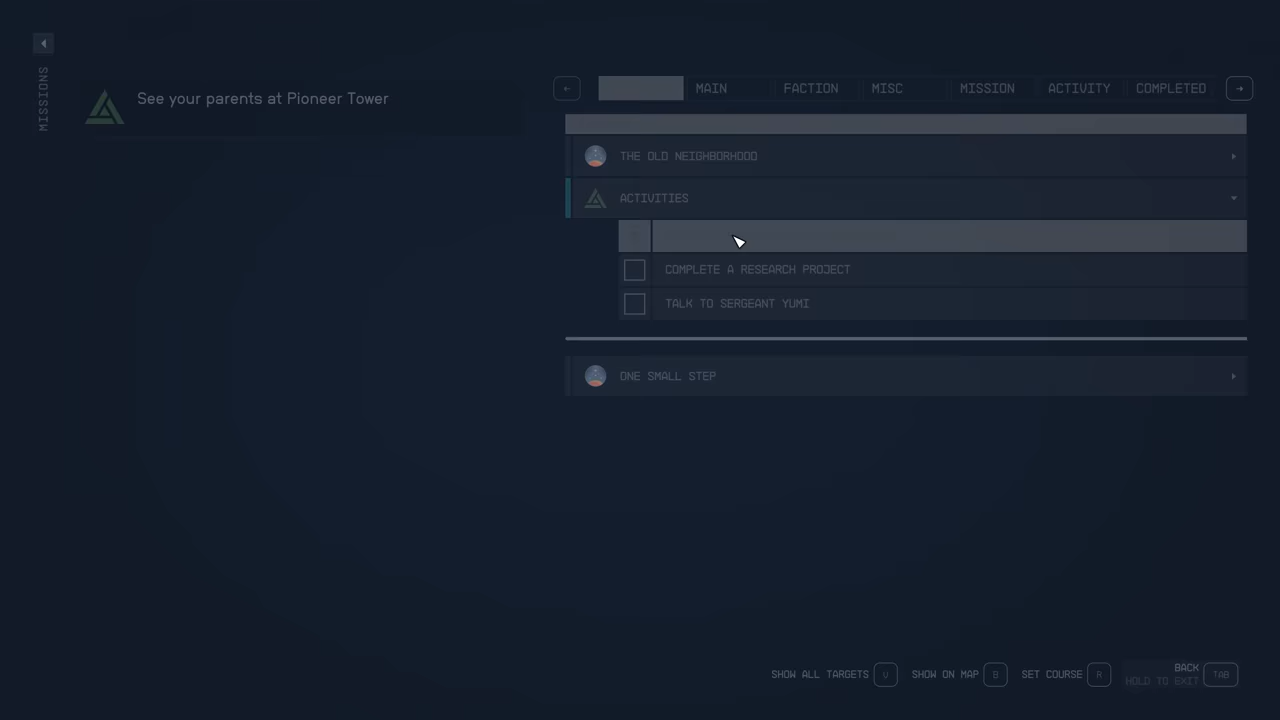 MISSIONS
See your parents at Pioneer Tower
MAIN
FACTION
MISC
MISSION
ACTIVITY
COMPLETED
THE OLD NEIGHBORHOOD
ACTIVITIES
COMPLETE A RESEARCH PROJECT
TALK TO SERGEANT YUMI
ONE SMALL STEP
SHOW ALL TARGETS V
SHOW ON MAP B
SET COURSE R
BACK
HOLD TO EXIT
TAB